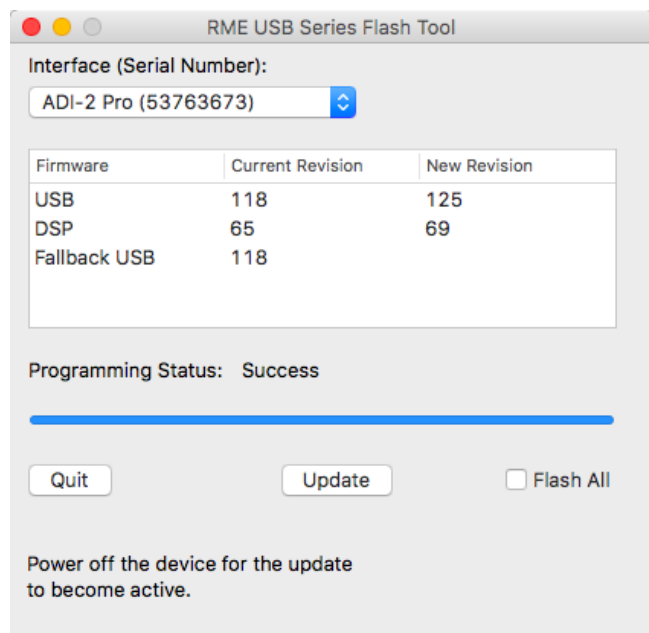 RME USB Series Flash Tool
Interface (Serial Number):
ADI-2 Pro (53763673)
Firmware Current Revision New Revision
USB 118 125
DSP 65 69
Fallback USB 118
Programming Status: Success
Quit Update Flash All
Power off the device for the update
to become active.